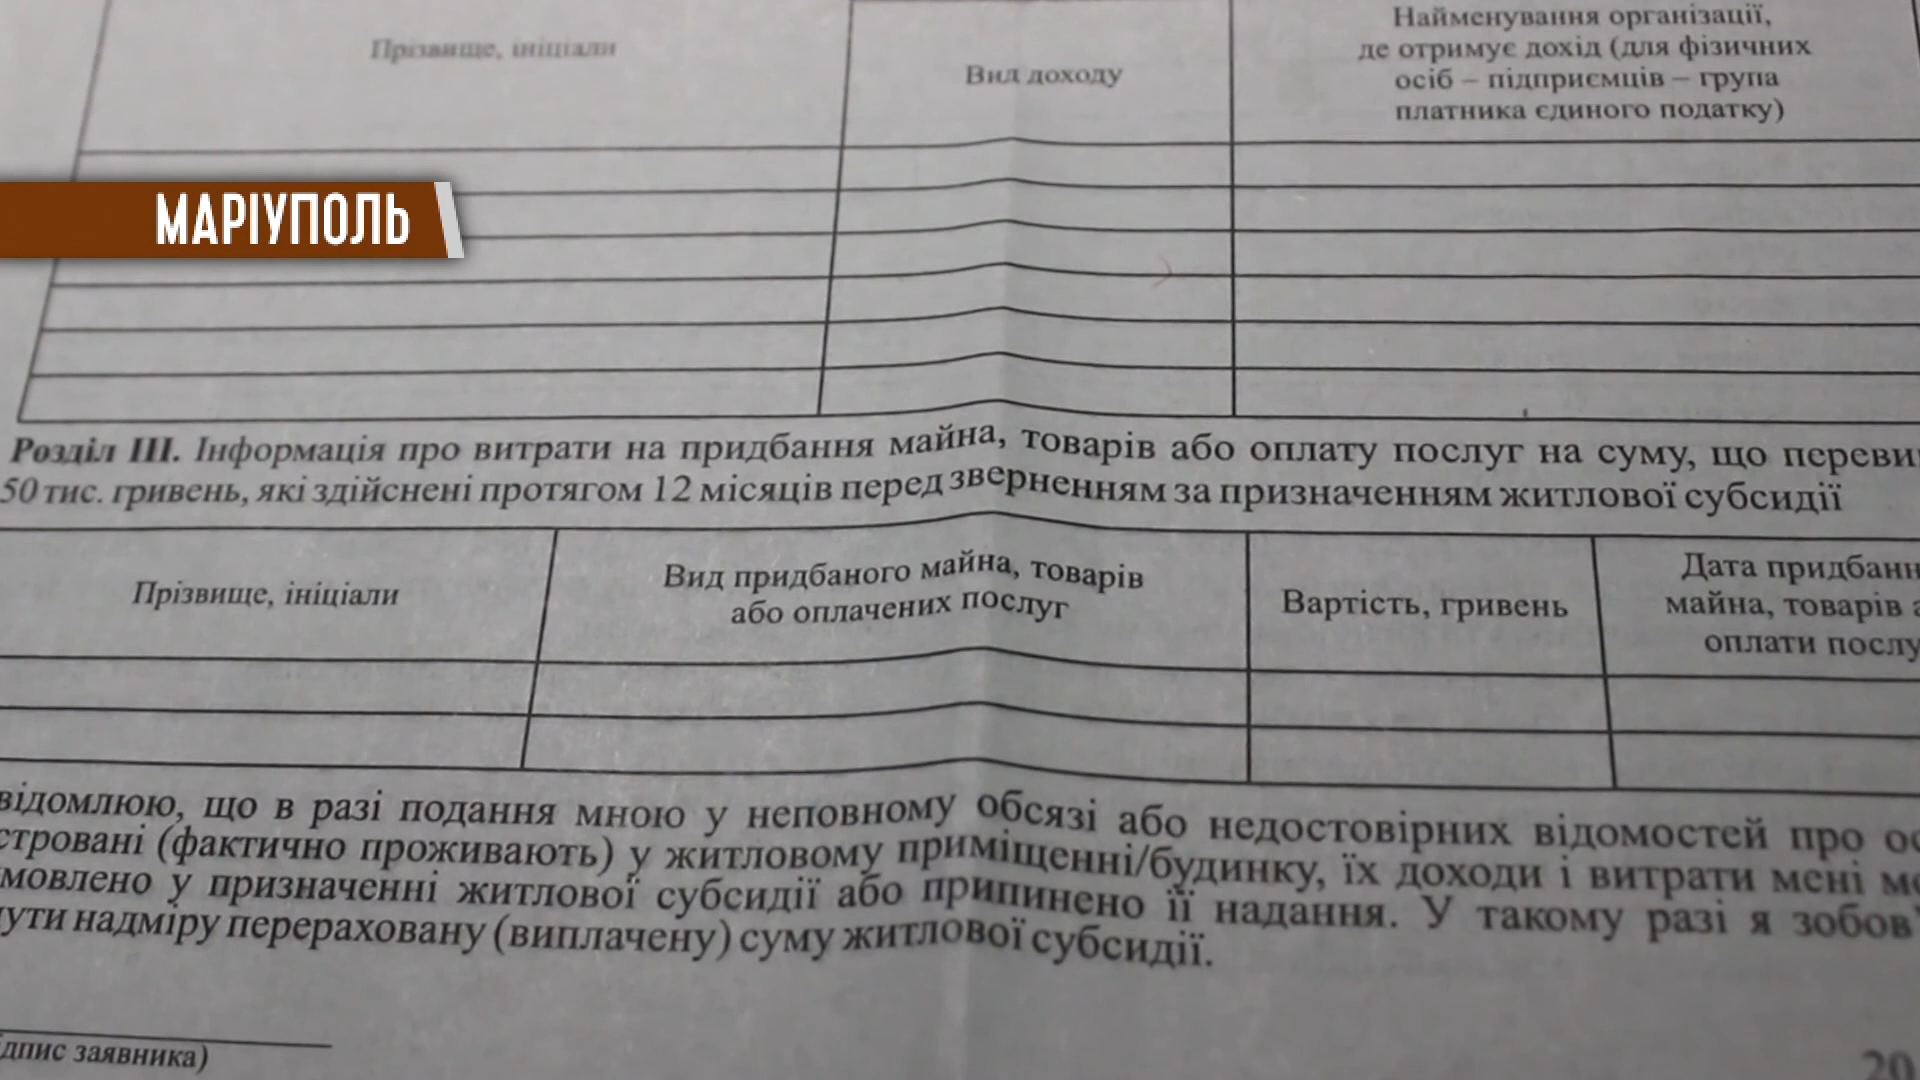 Прізвище, ініціали
Вид доходу
Найменування організації,
де отримує дохід (для фізичних
осіб – підприємців – група
платника єдиного податку)
МАРІУПОЛЬ
Розділ III. Інформація про витрати на придбання майна, товарів або оплату послуг на суму, що переви
50 тис. гривень, які здійснені протягом 12 місяців перед зверненням за призначенням житлової субсидії
Прізвище, ініціали
Вид придбаного майна, товарів
або оплачених послуг
Вартість, гривень
Дата придбанн
майна, товарів а
оплати послу
відомлюю, що в разі подання мною у неповному обсязі або недостовірних відомостей про ос
стровані (фактично проживають) у житловому приміщенні/будинку, їх доходи і витрати мені мо
мовлено у призначенні житлової субсидії або припинено її надання. У такому разі я зобов'
нути надміру перераховану (виплачену) суму житлової субсидії.
ідпис заявника)
20